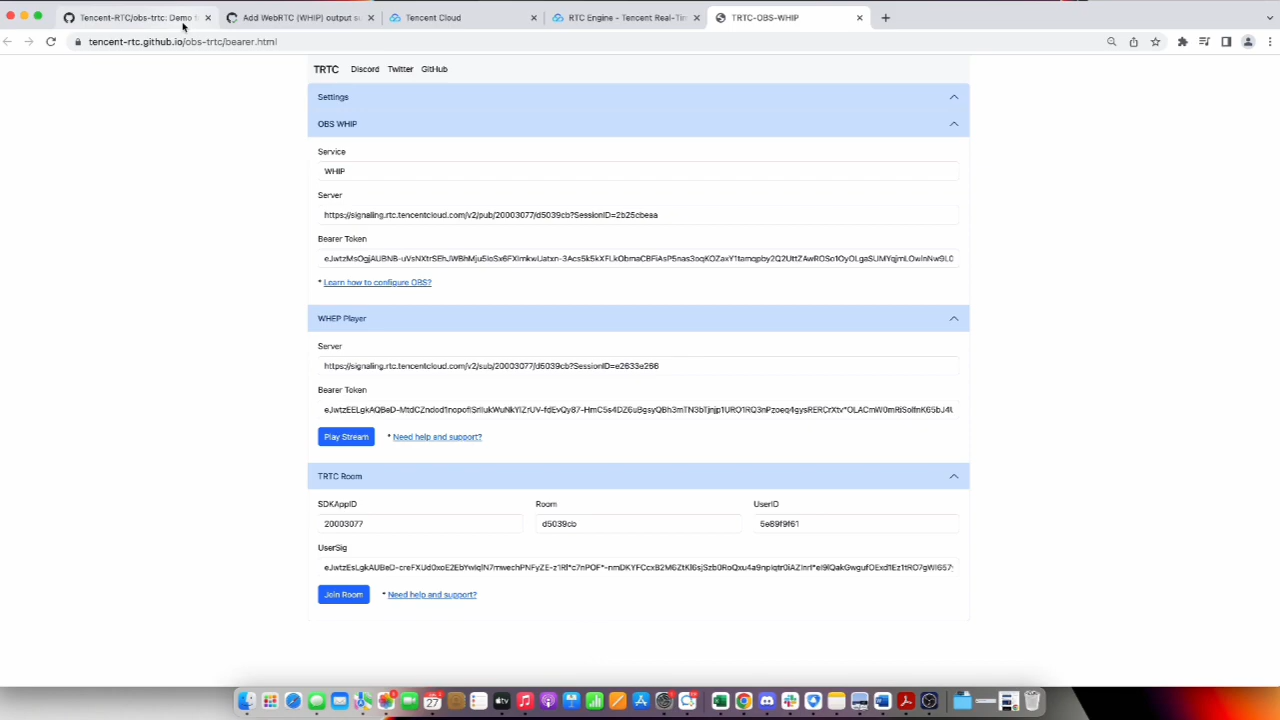 Tencent-RTC/obs-trtc: Demo
Add WebRTC (WHIP) output su
Tencent Cloud
RTC Engine - Tencent Real-Tim
TRTC-OBS-WHIP
tencent-rtc.github.io/obs-trtc/bearer.html
TRTC Discord Twitter GitHub
Settings
OBS WHIP
Service
WHIP
Server
https://signaling.rtc.tencentcloud.com/v2/pub/20003077/d5039cb?SessionID=2b25cbeaa
Bearer Token
* Learn how to configure OBS?
WHEP Player
Server
https://signaling.rtc.tencentcloud.com/v2/sub/20003077/d5039cb?SessionID=e2633e266
Bearer Token
Play Stream * Need help and support?
TRTC Room
SDKAppID Room UserID
20003077 d5039cb 5e89f9f61
UserSig
Join Room * Need help and support?